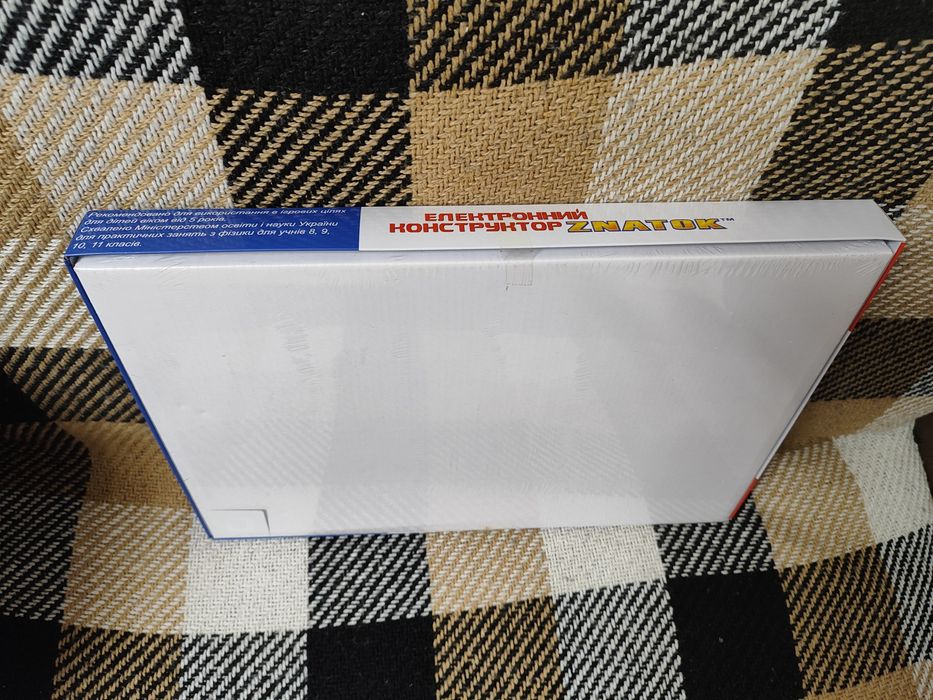 Рекомендовано для використання в ігрових цілях
для дітей віком від 5 років.
Схвалено Міністерством освіти і науки України
для практичних занять з фізики для учнів 8, 9,
10, 11 класів.
ЕЛЕКТРОННИЙ
КОНСТРУКТОР ZNATOK™